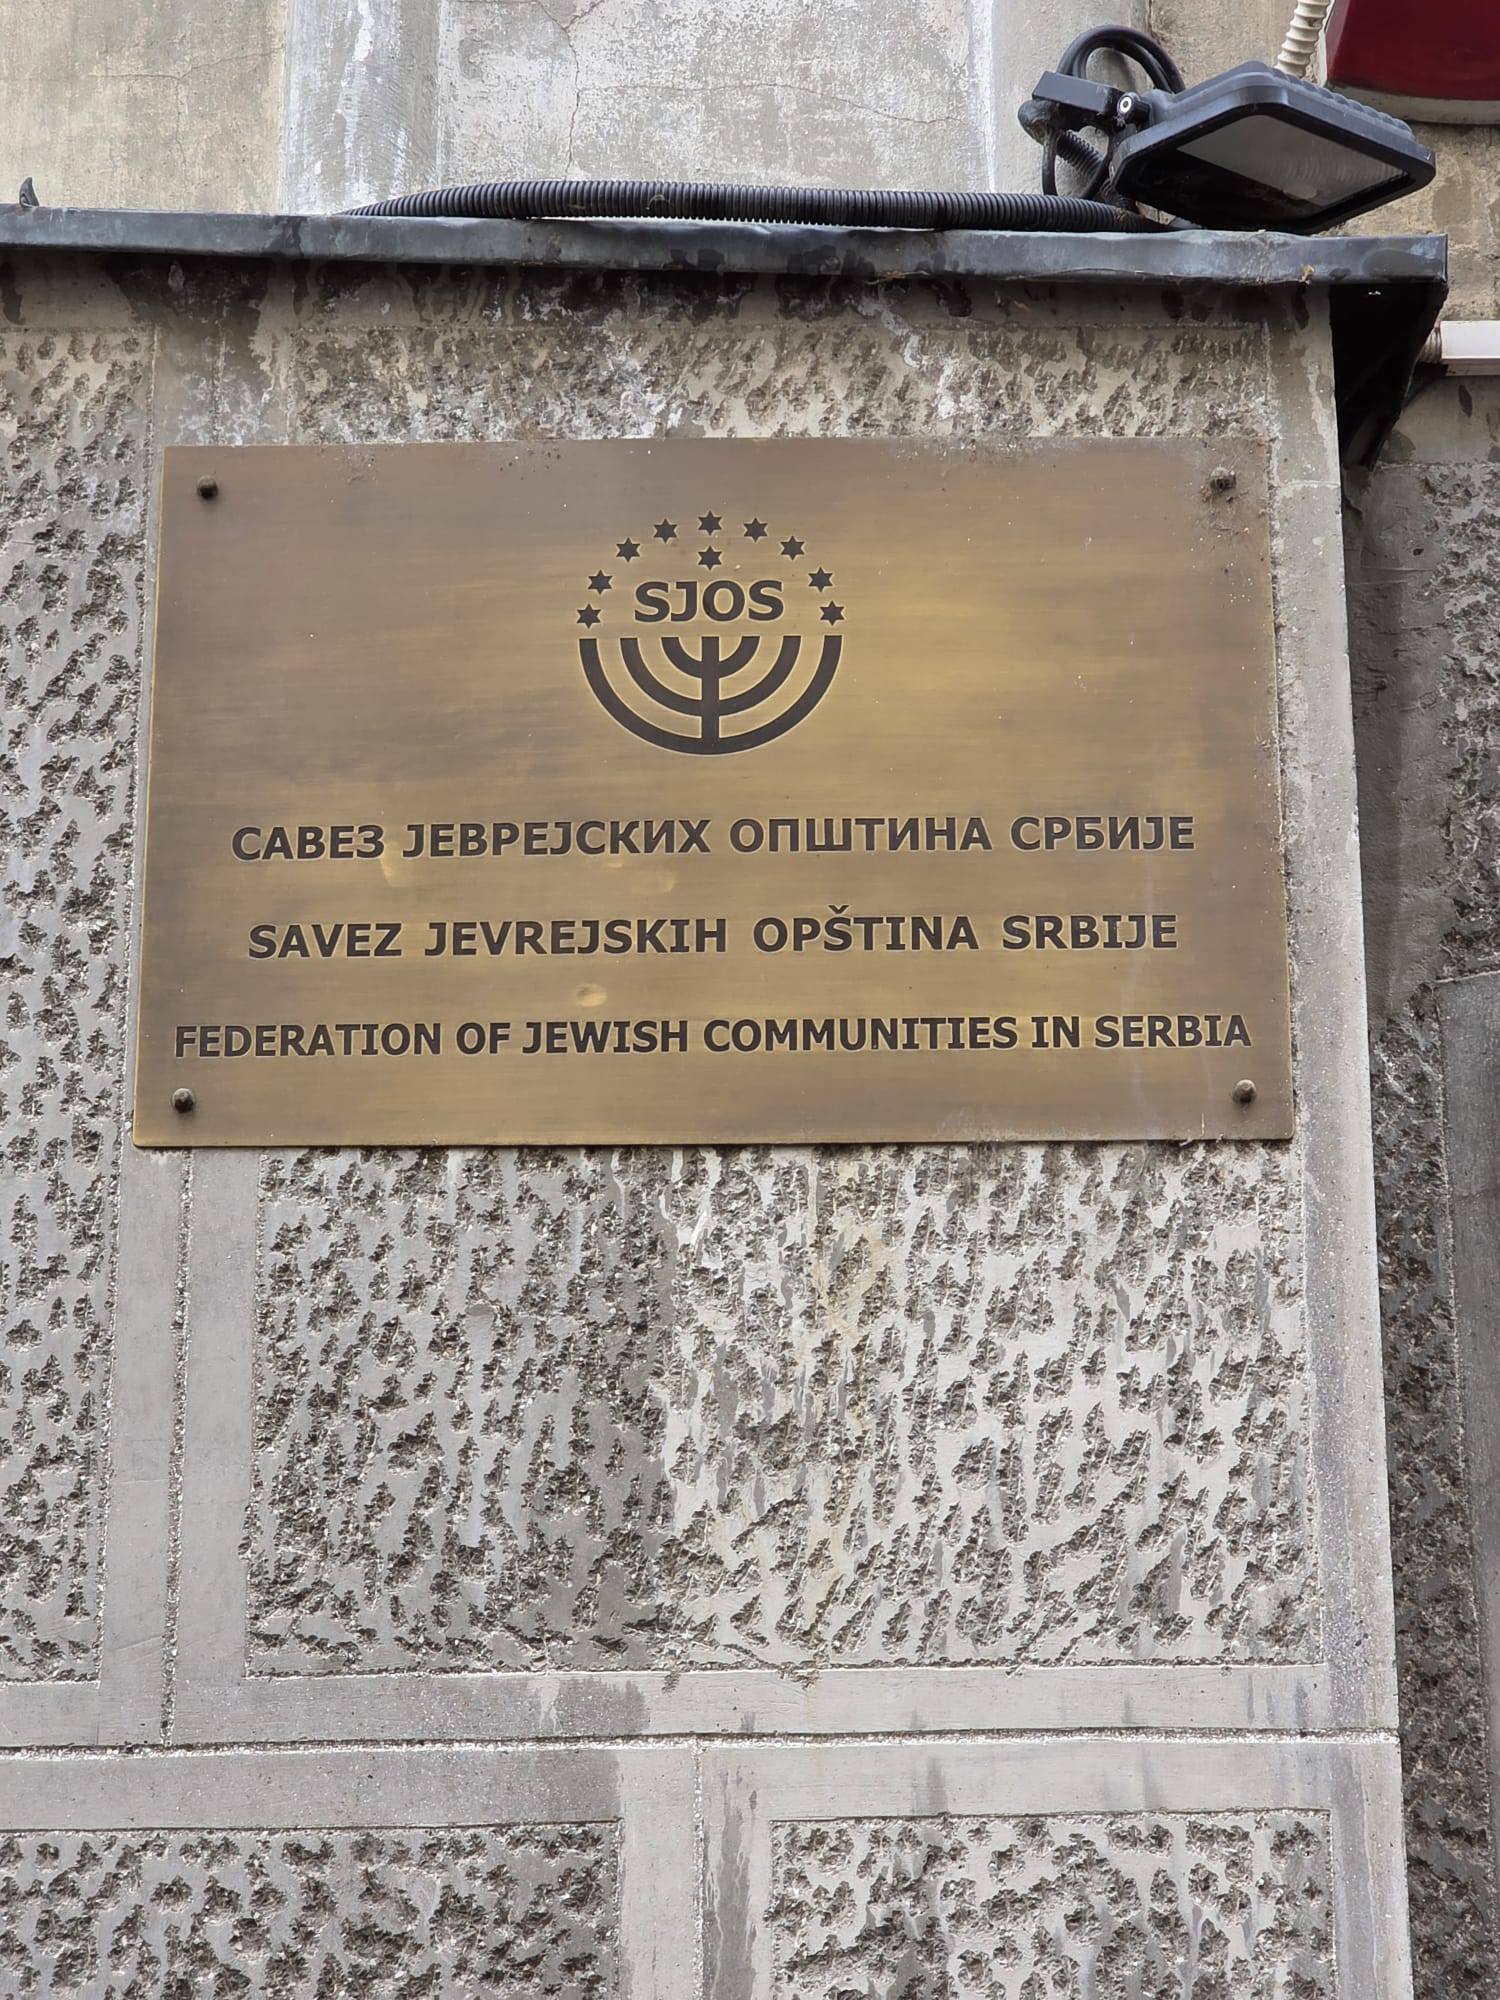 SJOS
САВЕЗ ЈЕВРЕЈСКИХ ОПШТИНА СРБИЈЕ
SAVEZ JEVREJSKIH OPŠTINA SRBIJE
FEDERATION OF JEWISH COMMUNITIES IN SERBIA